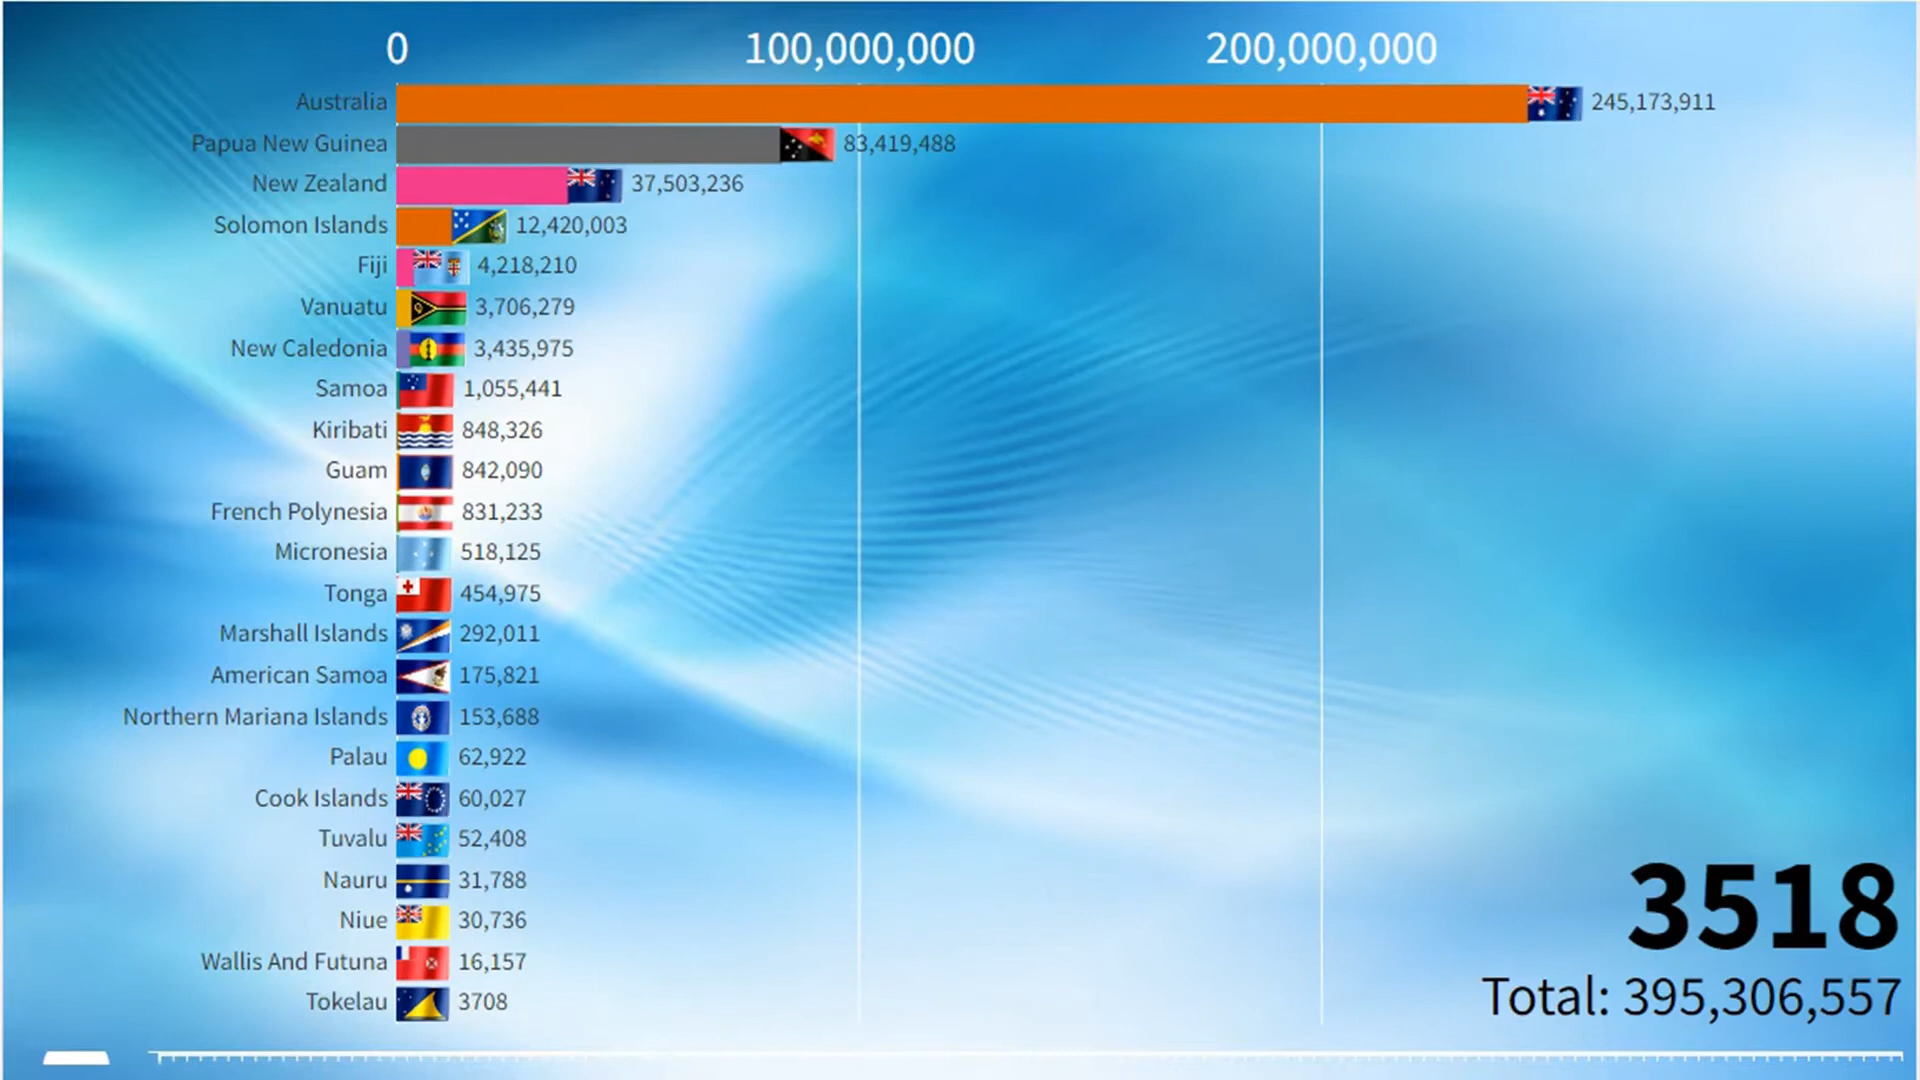 0 100,000,000 200,000,000
Australia 245,173,911
Papua New Guinea 83,419,488
New Zealand 37,503,236
Solomon Islands 12,420,003
Fiji 4,218,210
Vanuatu 3,706,279
New Caledonia 3,435,975
Samoa 1,055,441
Kiribati 848,326
Guam 842,090
French Polynesia 831,233
Micronesia 518,125
Tonga 454,975
Marshall Islands 292,011
American Samoa 175,821
Northern Mariana Islands 153,688
Palau 62,922
Cook Islands 60,027
Tuvalu 52,408
Nauru 31,788
Niue 30,736
Wallis And Futuna 16,157
Tokelau 3708
3518
Total: 395,306,557